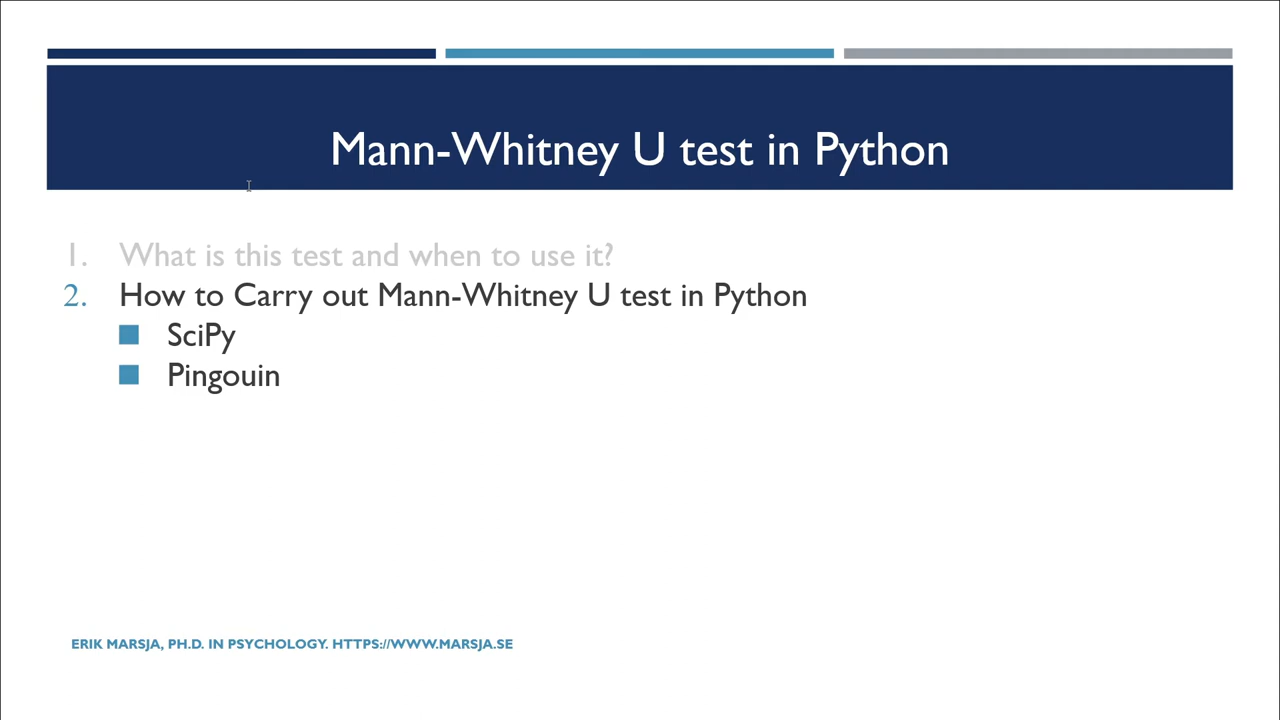 Mann-Whitney U test in Python
1. What is this test and when to use it?
2. How to Carry out Mann-Whitney U test in Python
SciPy
Pingouin
ERIK MARSJA, PH.D. IN PSYCHOLOGY. HTTPS://WWW.MARSJA.SE